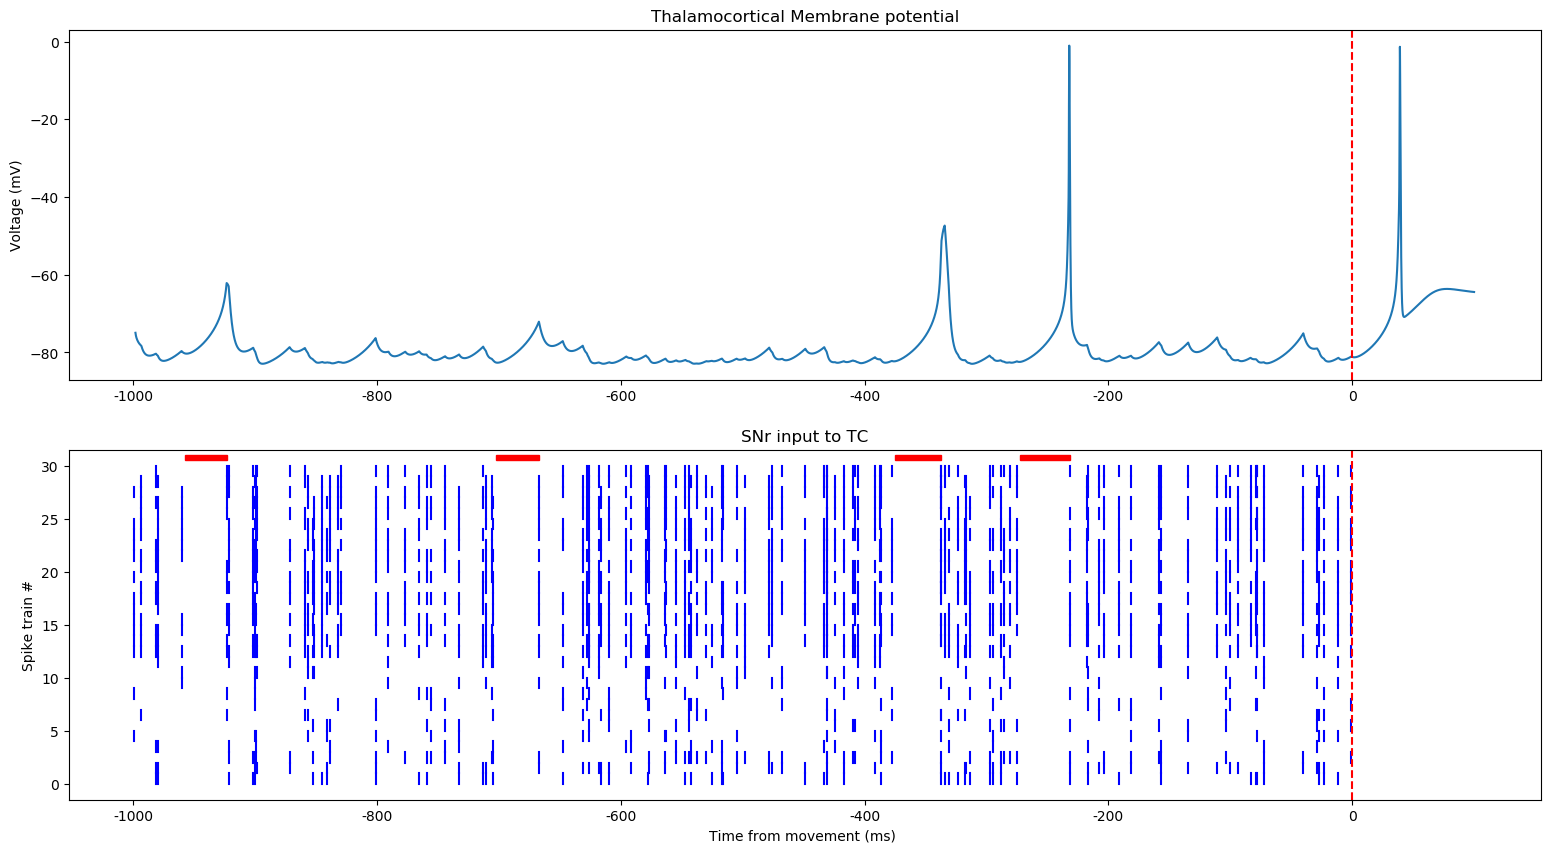 Thalamocortical Membrane potential
0
−20
−40
−60
−80
Voltage (mV)
-1000 -800 -600 -400 -200 0
SNr input to TC
30
25
20
15
10
5
0
Spike train #
-1000 -800 -600 -400 -200 0
Time from movement (ms)